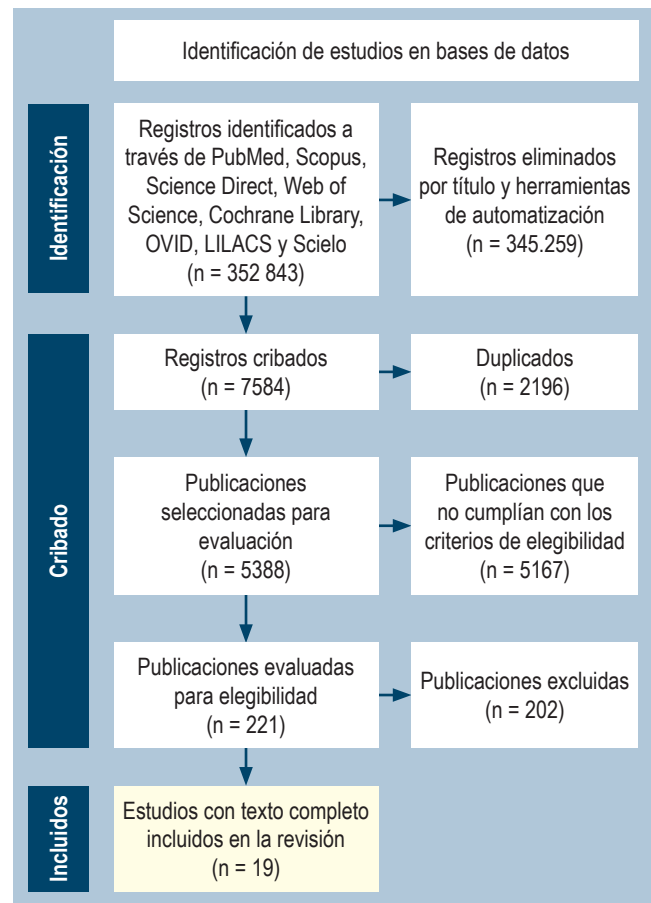 Identificación de estudios en bases de datos
Identificación
Registros identificados a
través de PubMed, Scopus,
Science Direct, Web of
Science, Cochrane Library,
OVID, LILACS y Scielo
(n = 352 843)
Registros eliminados
por título y herramientas
de automatización
(n = 345.259)
Cribado
Registros cribados
(n = 7584)
Duplicados
(n = 2196)
Publicaciones
seleccionadas para
evaluación
(n = 5388)
Publicaciones que
no cumplían con los
criterios de elegibilidad
(n = 5167)
Publicaciones evaluadas
para elegibilidad
(n = 221)
Publicaciones excluidas
(n = 202)
Incluidos
Estudios con texto completo
incluidos en la revisión
(n = 19)